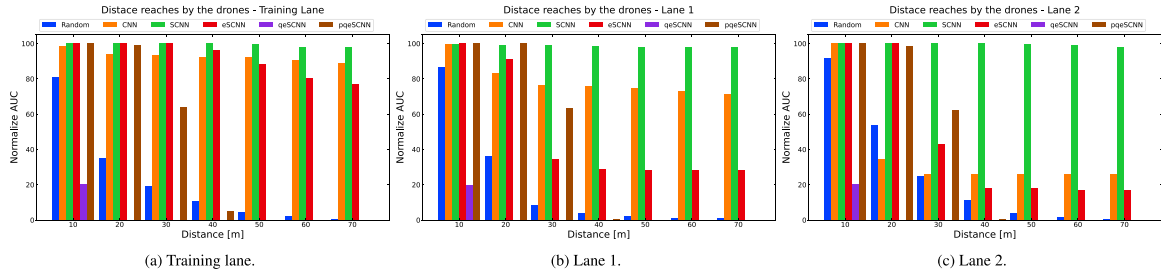 Distace reaches by the drones - Training Lane
Random CNN SCNN eSCNN qeSCNN pqeSCNN
Normalize AUC
100
80
60
40
20
0
10 20 30 40 50 60 70
Distance [m]
(a) Training lane.
Distace reaches by the drones - Lane 1
Random CNN SCNN eSCNN qeSCNN pqeSCNN
Normalize AUC
100
80
60
40
20
0
10 20 30 40 50 60 70
Distance [m]
(b) Lane 1.
Distace reaches by the drones - Lane 2
Random CNN SCNN eSCNN qeSCNN pqeSCNN
Normalize AUC
100
80
60
40
20
0
10 20 30 40 50 60 70
Distance [m]
(c) Lane 2.